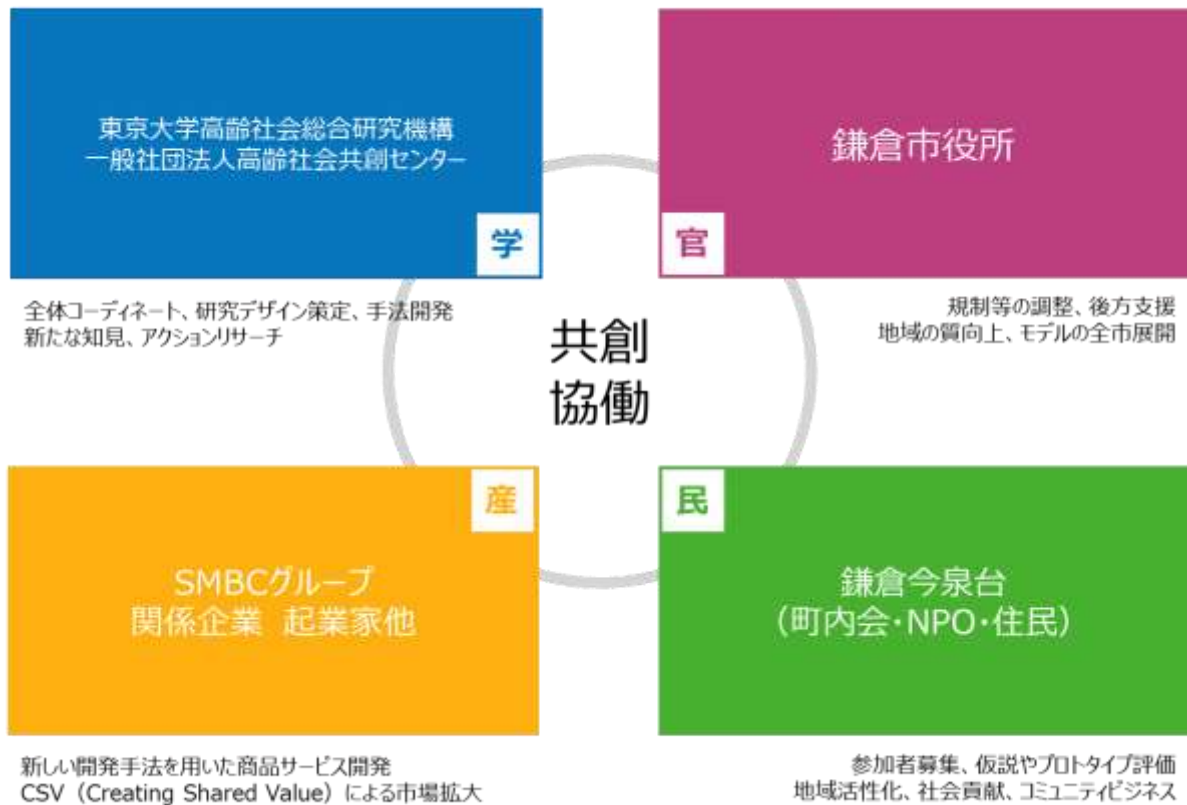 東京大学高齢社会総合研究機構
一般社団法人高齢社会共創センター
学
全体コーディネート、研究デザイン策定、手法開発
新たな知見、アクションリサーチ
鎌倉市役所
官
規制等の調整、後方支援
地域の質向上、モデルの全市展開
共創
協働
産
SMBCグループ
関係企業 起業家他
新しい開発手法を用いた商品サービス開発
CSV（Creating Shared Value）による市場拡大
民
鎌倉今泉台
（町内会・NPO・住民）
参加者募集、仮説やプロトタイプ評価
地域活性化、社会貢献、コミュニティビジネス